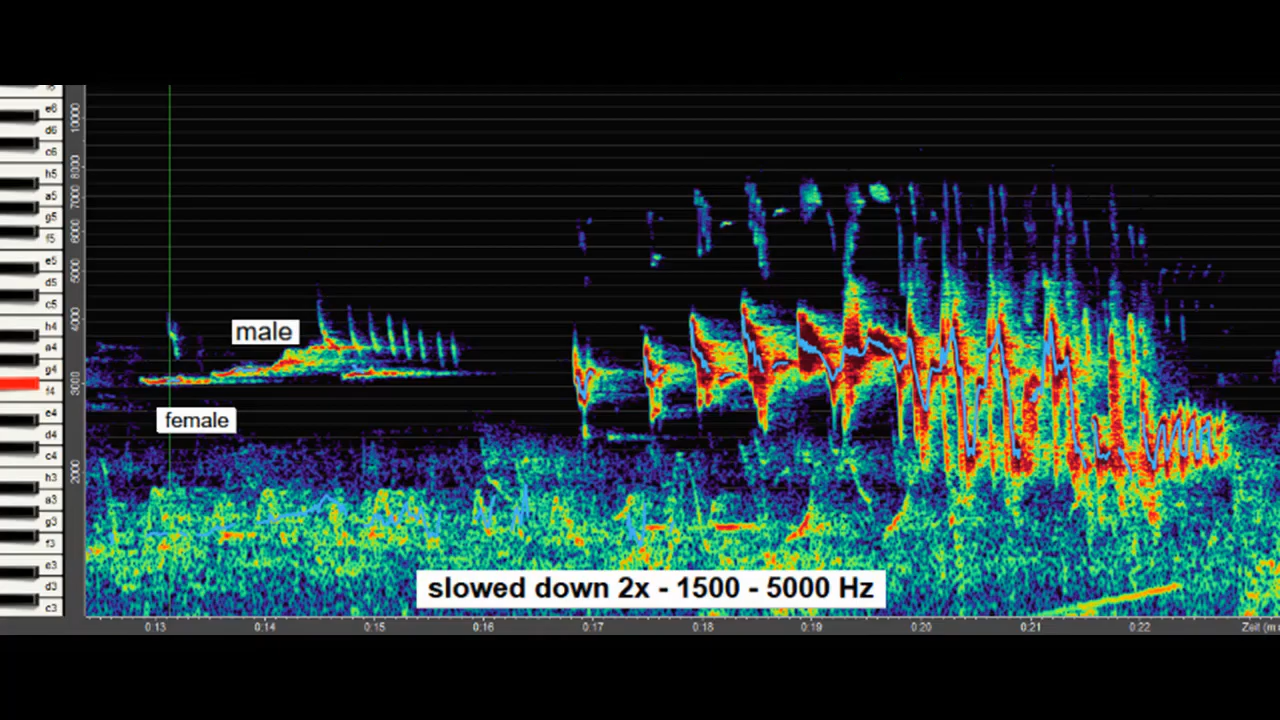 f6
e6
d6
c6
h5
a5
g5
f5
e5
d5
c5
h4
a4
g4
f4
e4
d4
c4
h3
a3
g3
f3
e3
d3
c3
10000
8000
7000
6000
5000
4000
3000
2000
male
female
slowed down 2x - 1500 - 5000 Hz
0:13 0:14 0:15 0:16 0:17 0:18 0:19 0:20 0:21 0:22 Zeit (m